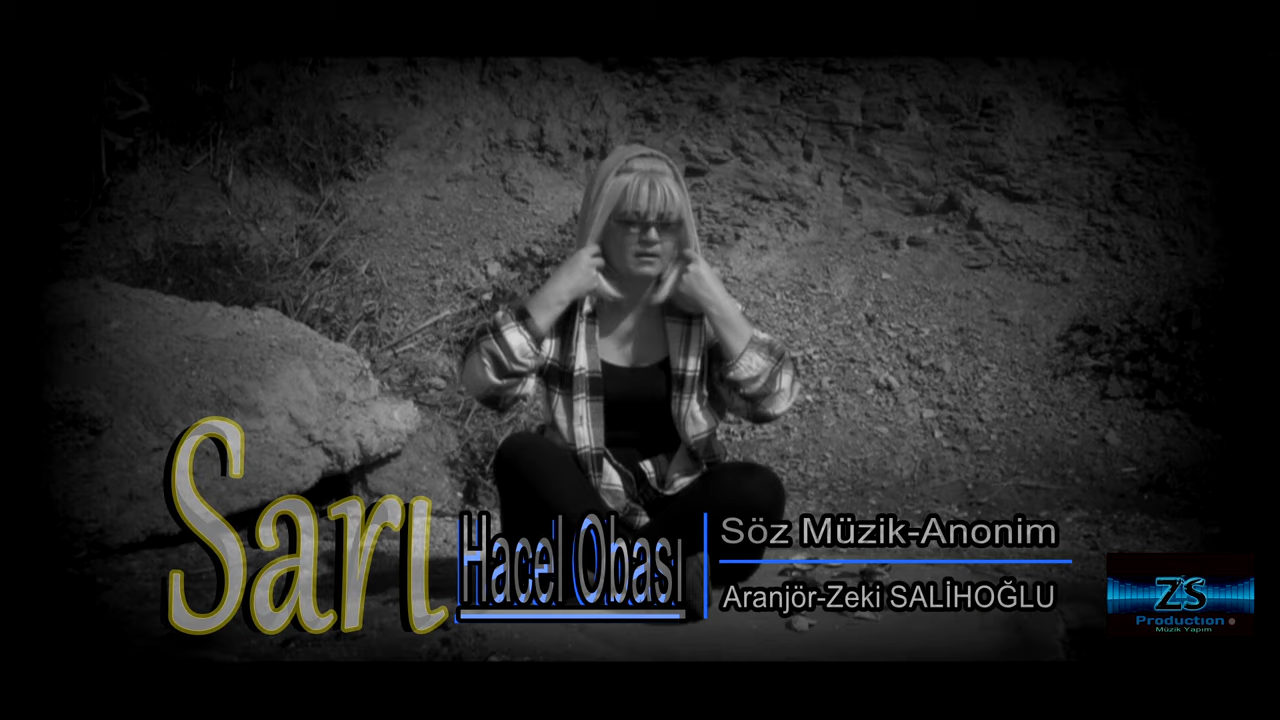 Sarı
Hacel Obası
Söz Müzik-Anonim
Aranjör-Zeki SALİHOĞLU
ZS
Production
Müzik Yapım